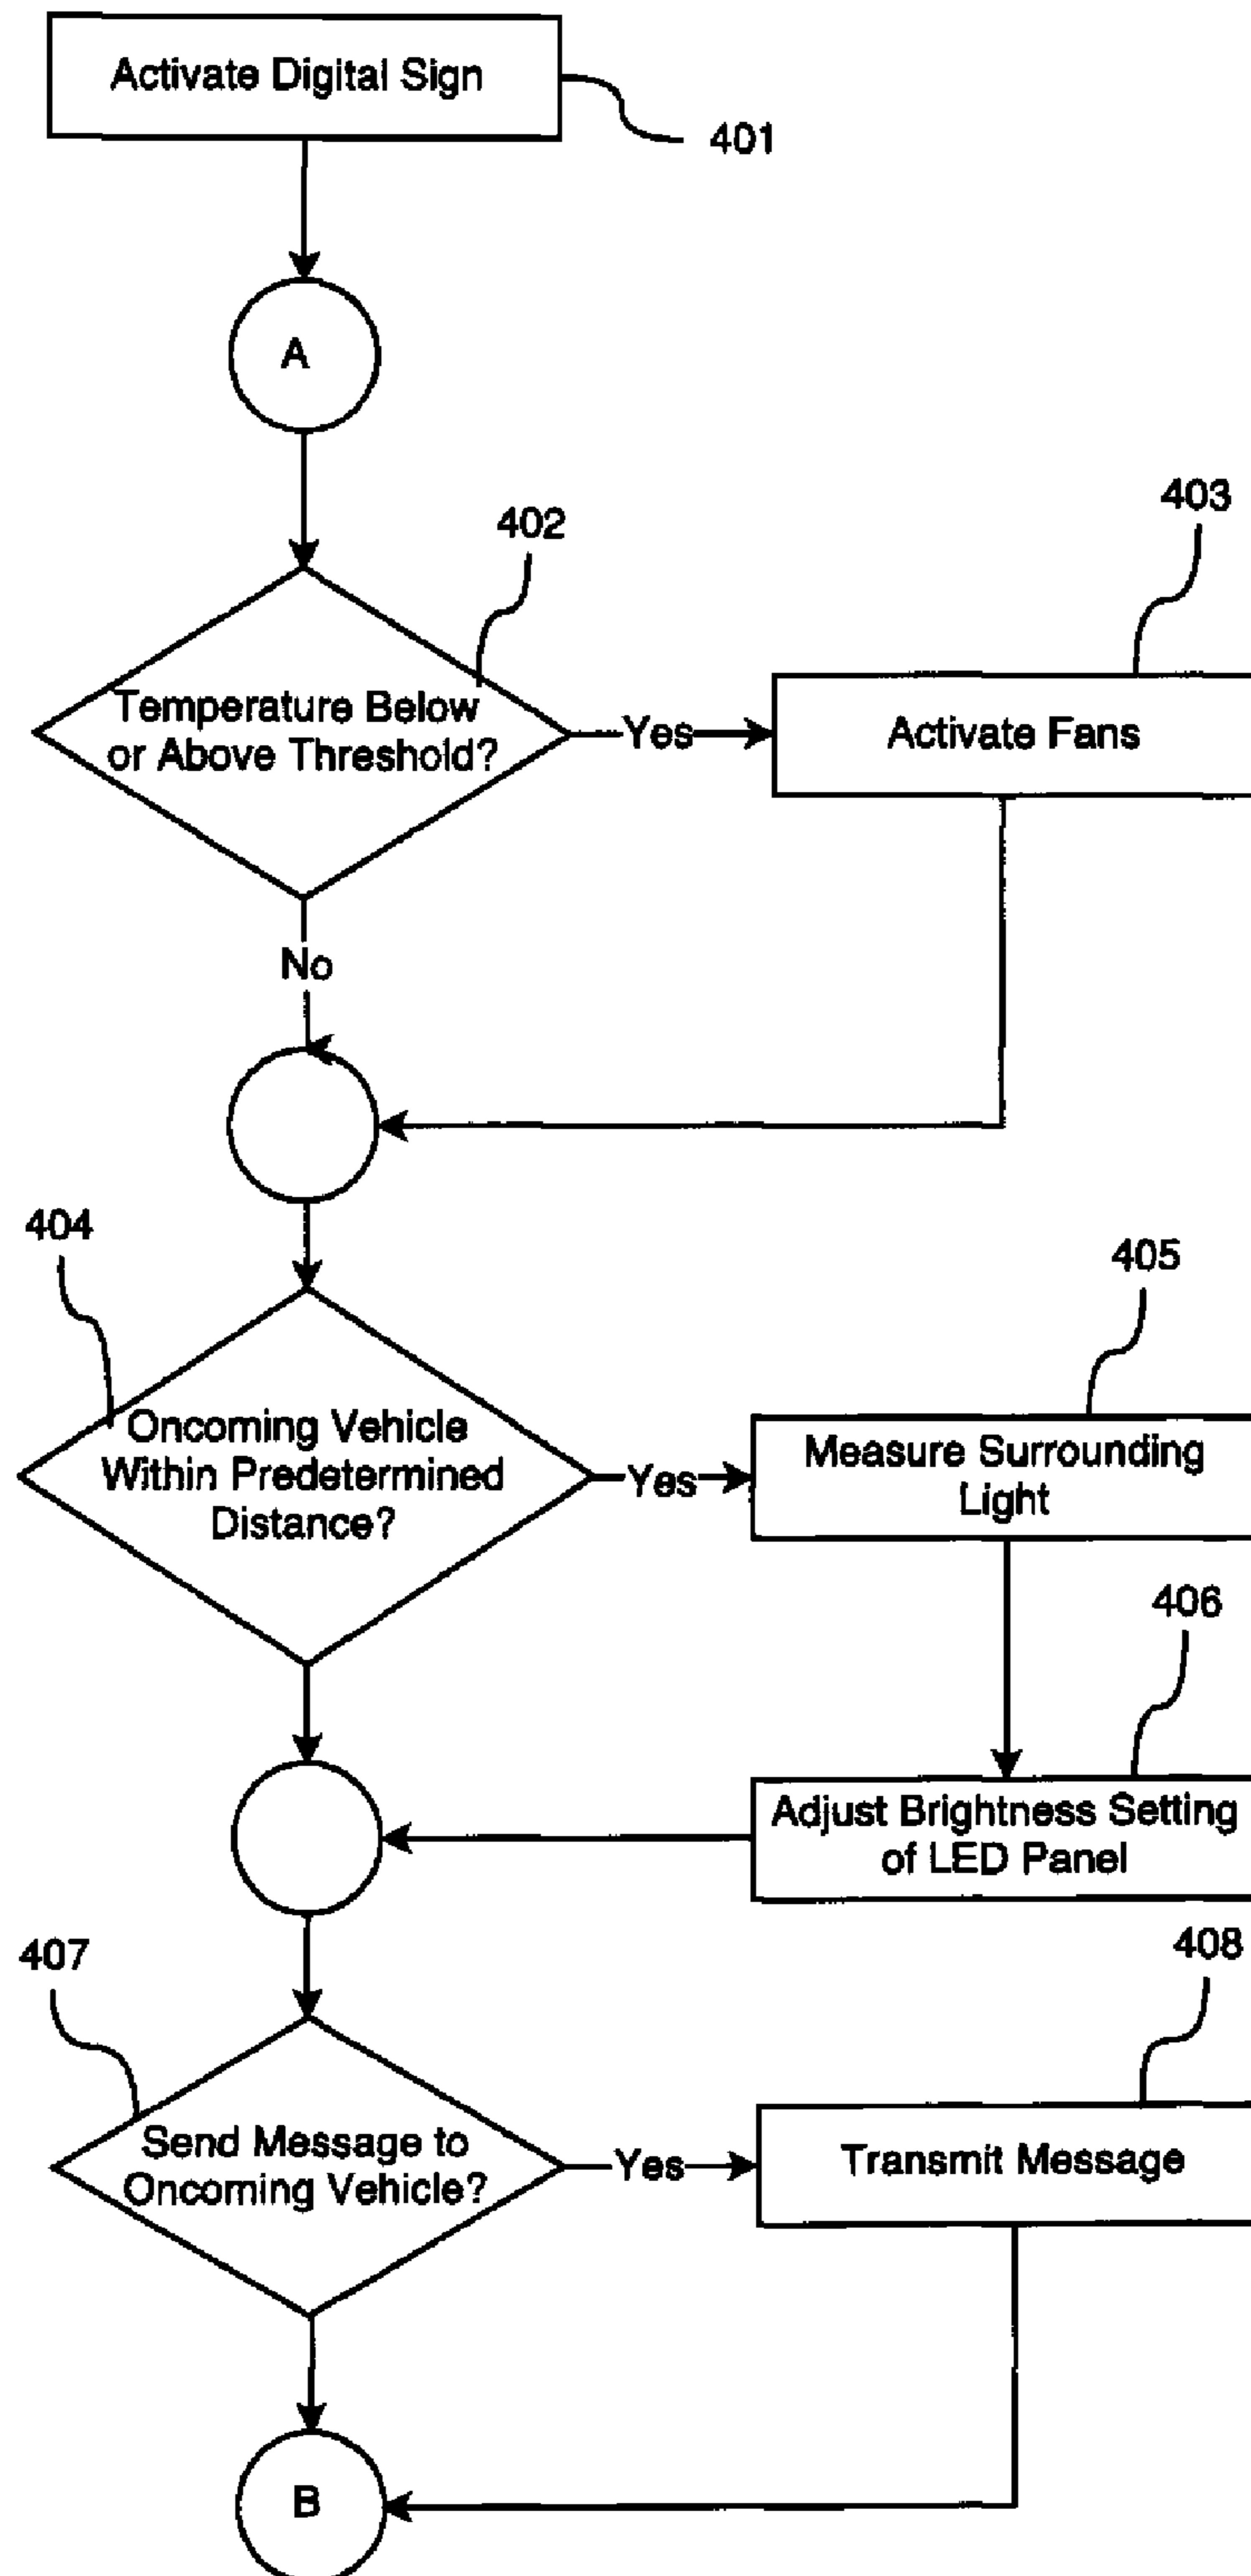 Activate Digital Sign
401
A
402
403
Temperature Below
or Above Threshold?
Yes
Activate Fans
No
404
405
Oncoming Vehicle
Within Predetermined
Distance?
Yes
Measure Surrounding
Light
406
Adjust Brightness Setting
of LED Panel
407
408
Send Message to
Oncoming Vehicle?
Yes
Transmit Message
B